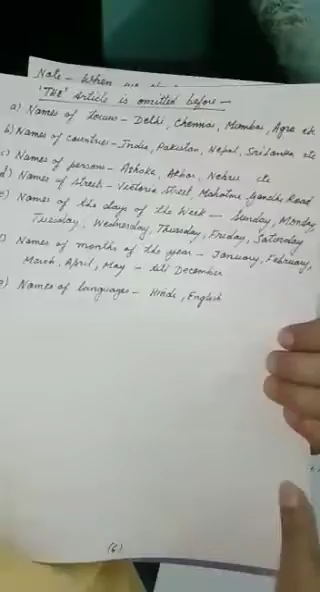 Note - When
'THE' Article is omitted before -
a) Names of towns - Delhi, Chennai, Mumbai, Agra etc
b) Names of countries - India, Pakistan, Nepal, Sri Lanka etc
c) Names of persons - Ashoka, Akbar, Nehru etc
d) Names of street - Victoria Street, Mahatma Gandhi Road
e) Names of the days of the week - Sunday, Monday,
Tuesday, Wednesday, Thursday, Friday, Saturday
f) Names of months of the year - January, February,
March, April, May - till December
g) Names of languages - Hindi, English
(6)